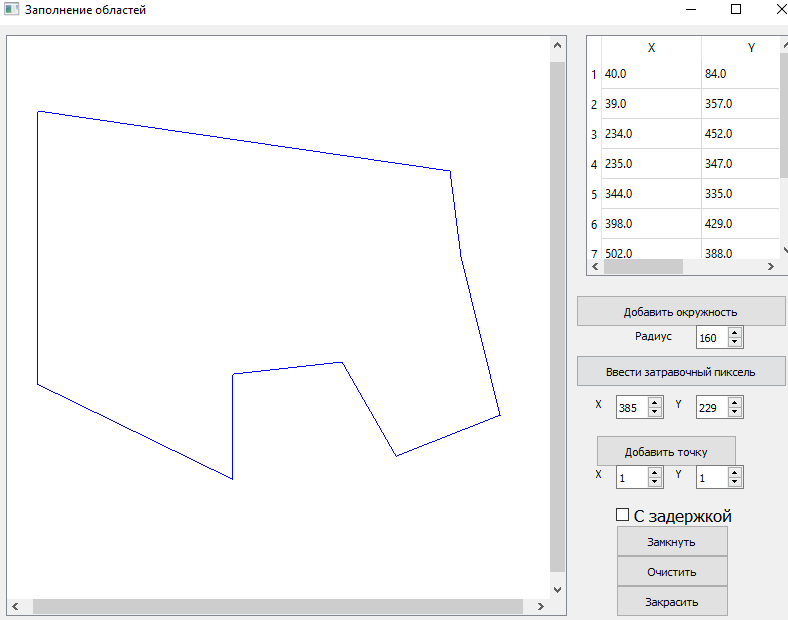 Заполнение областей
X Y
1 40.0 84.0
2 39.0 357.0
3 234.0 452.0
4 235.0 347.0
5 344.0 335.0
6 398.0 429.0
7 502.0 388.0
Добавить окружность
Радиус 160
Ввести затравочный пиксель
X 385 Y 229
Добавить точку
X 1 Y 1
С задержкой
Замкнуть
Очистить
Закрасить